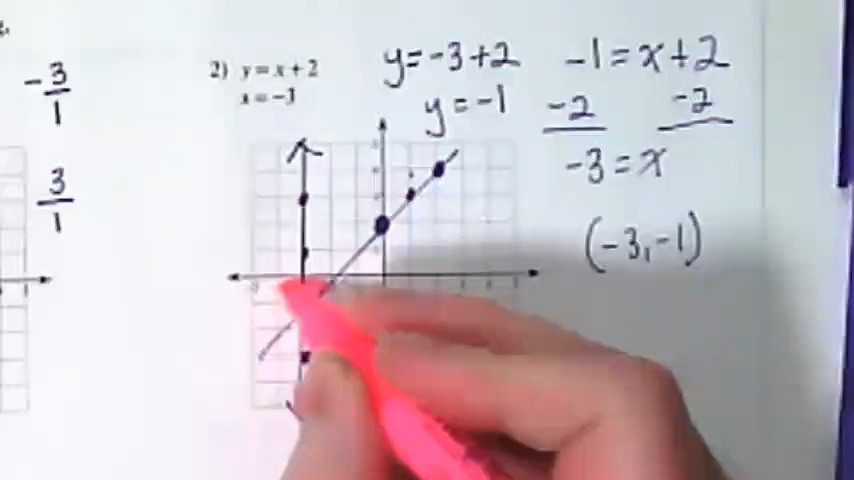 -3/1
3/1
2) y = x + 2
x = -3
y=-3+2
y=-1
-1=x+2
-2 -2
-3=x
(-3,-1)